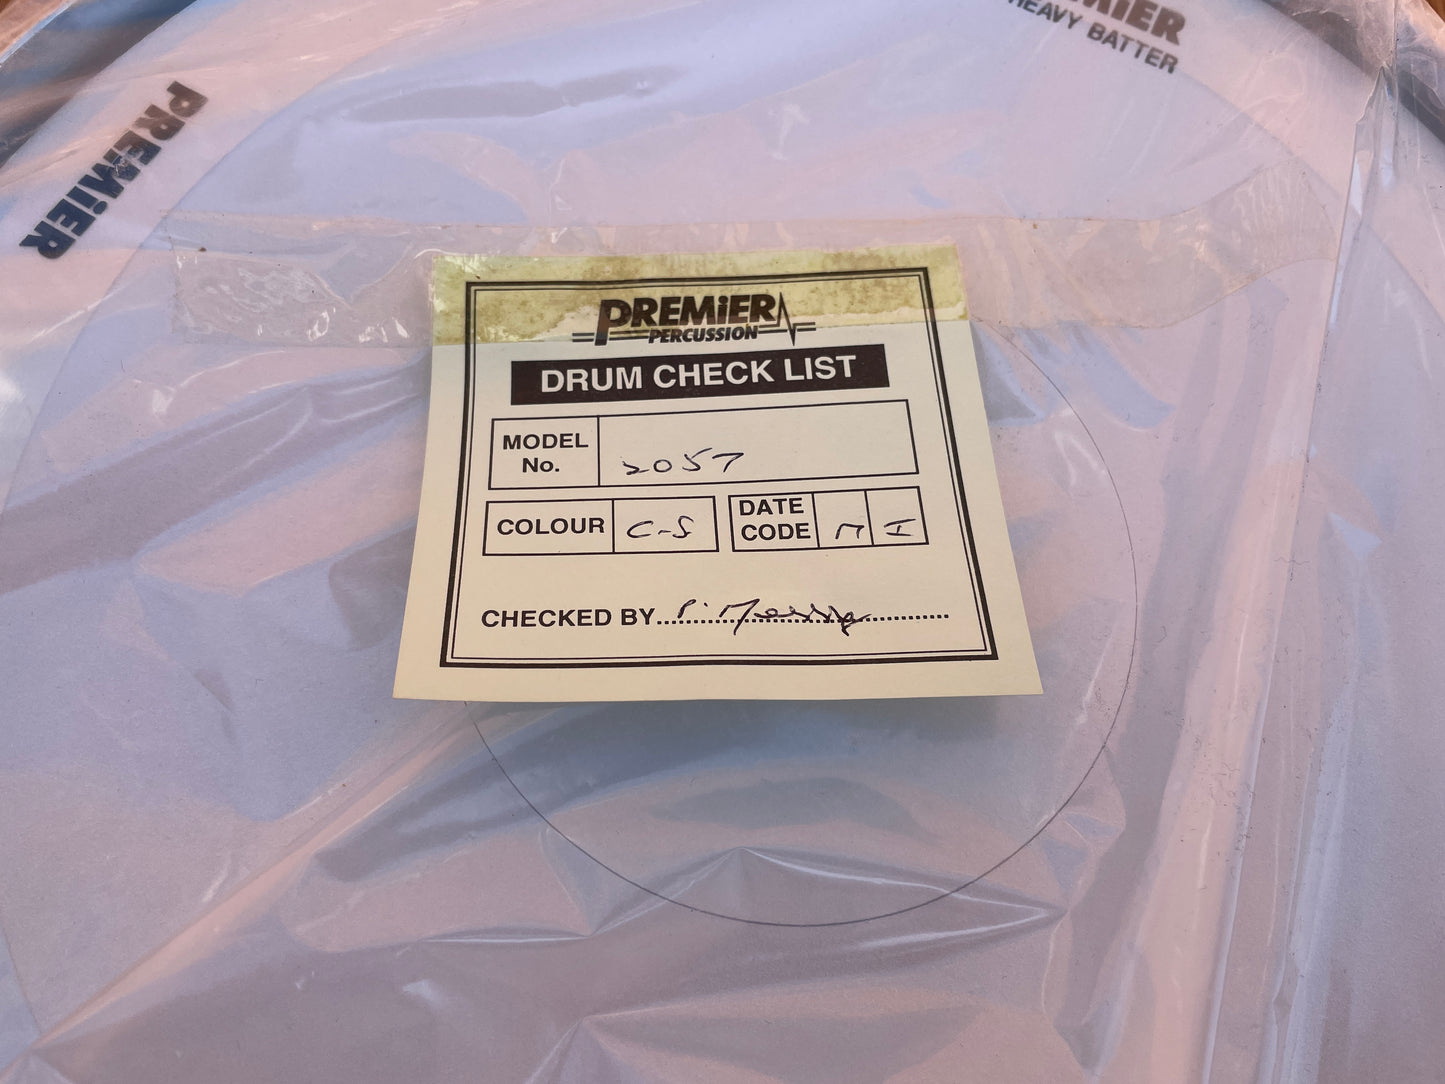 PREMiER
HEAVY BATTER
PREMiER
PREMiER
PERCUSSION
DRUM CHECK LIST
MODEL No. 2057
COLOUR C-S
DATE CODE M I
CHECKED BY P.